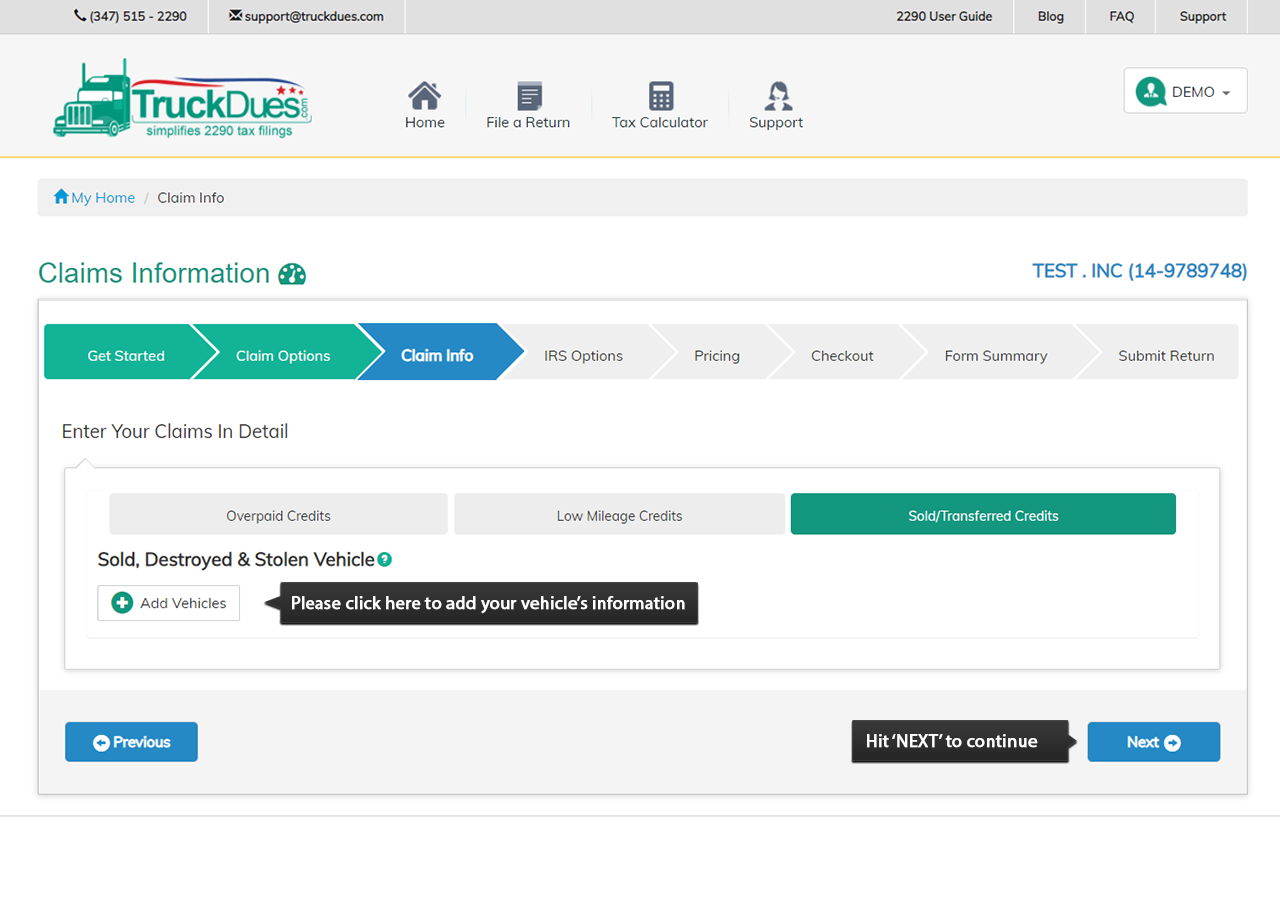 (347) 515 - 2290
support@truckdues.com
2290 User Guide
Blog
FAQ
Support
TruckDues.com
simplifies 2290 tax filings
Home
File a Return
Tax Calculator
Support
DEMO
My Home / Claim Info
Claims Information
TEST . INC (14-9789748)
Get Started
Claim Options
Claim Info
IRS Options
Pricing
Checkout
Form Summary
Submit Return
Enter Your Claims In Detail
Overpaid Credits
Low Mileage Credits
Sold/Transferred Credits
Sold, Destroyed & Stolen Vehicle ?
Add Vehicles
Please click here to add your vehicle’s information
Previous
Hit ‘NEXT’ to continue
Next